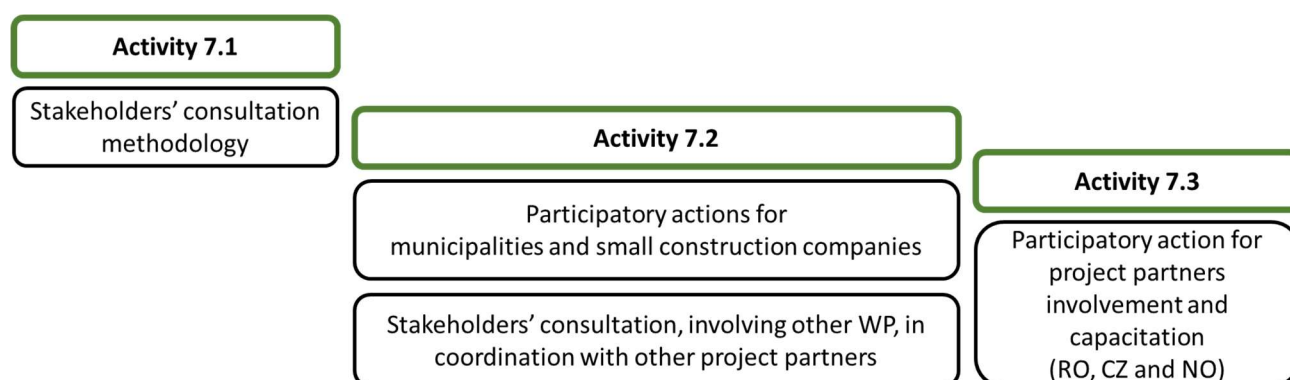 Activity 7.1
Stakeholders’ consultation
methodology
Activity 7.2
Participatory actions for
municipalities and small construction companies
Stakeholders’ consultation, involving other WP, in
coordination with other project partners
Activity 7.3
Participatory action for
project partners
involvement and
capacitation
(RO, CZ and NO)